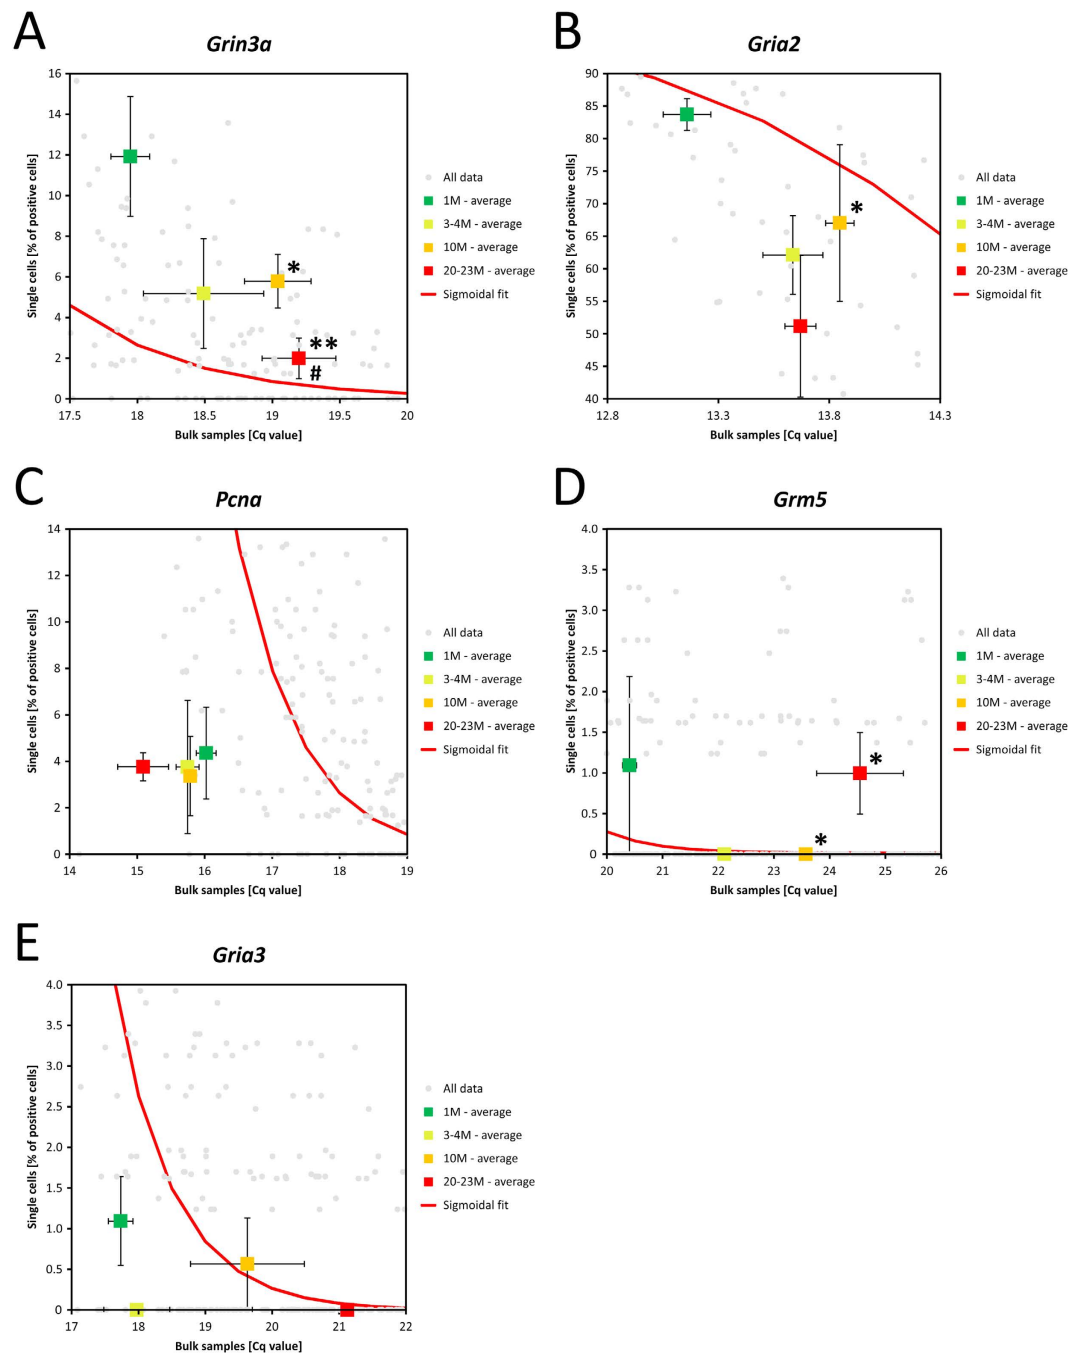 A
Grin3a
Single cells [% of positive cells]
16
14
12
10
8
6
4
2
0
17.5 18 18.5 19 19.5 20
Bulk samples [Cq value]
*
**
#
All data
1M - average
3-4M - average
10M - average
20-23M - average
Sigmoidal fit
B
Gria2
Single cells [% of positive cells]
90
85
80
75
70
65
60
55
50
45
40
12.8 13.3 13.8 14.3
Bulk samples [Cq value]
*
All data
1M - average
3-4M - average
10M - average
20-23M - average
Sigmoidal fit
C
Pcna
Single cells [% of positive cells]
14
12
10
8
6
4
2
0
14 15 16 17 18 19
Bulk samples [Cq value]
All data
1M - average
3-4M - average
10M - average
20-23M - average
Sigmoidal fit
D
Grm5
Single cells [% of positive cells]
4.0
3.5
3.0
2.5
2.0
1.5
1.0
0.5
0
20 21 22 23 24 25 26
Bulk samples [Cq value]
*
*
All data
1M - average
3-4M - average
10M - average
20-23M - average
Sigmoidal fit
E
Gria3
Single cells [% of positive cells]
4.0
3.5
3.0
2.5
2.0
1.5
1.0
0.5
0
17 18 19 20 21 22
Bulk samples [Cq value]
All data
1M - average
3-4M - average
10M - average
20-23M - average
Sigmoidal fit